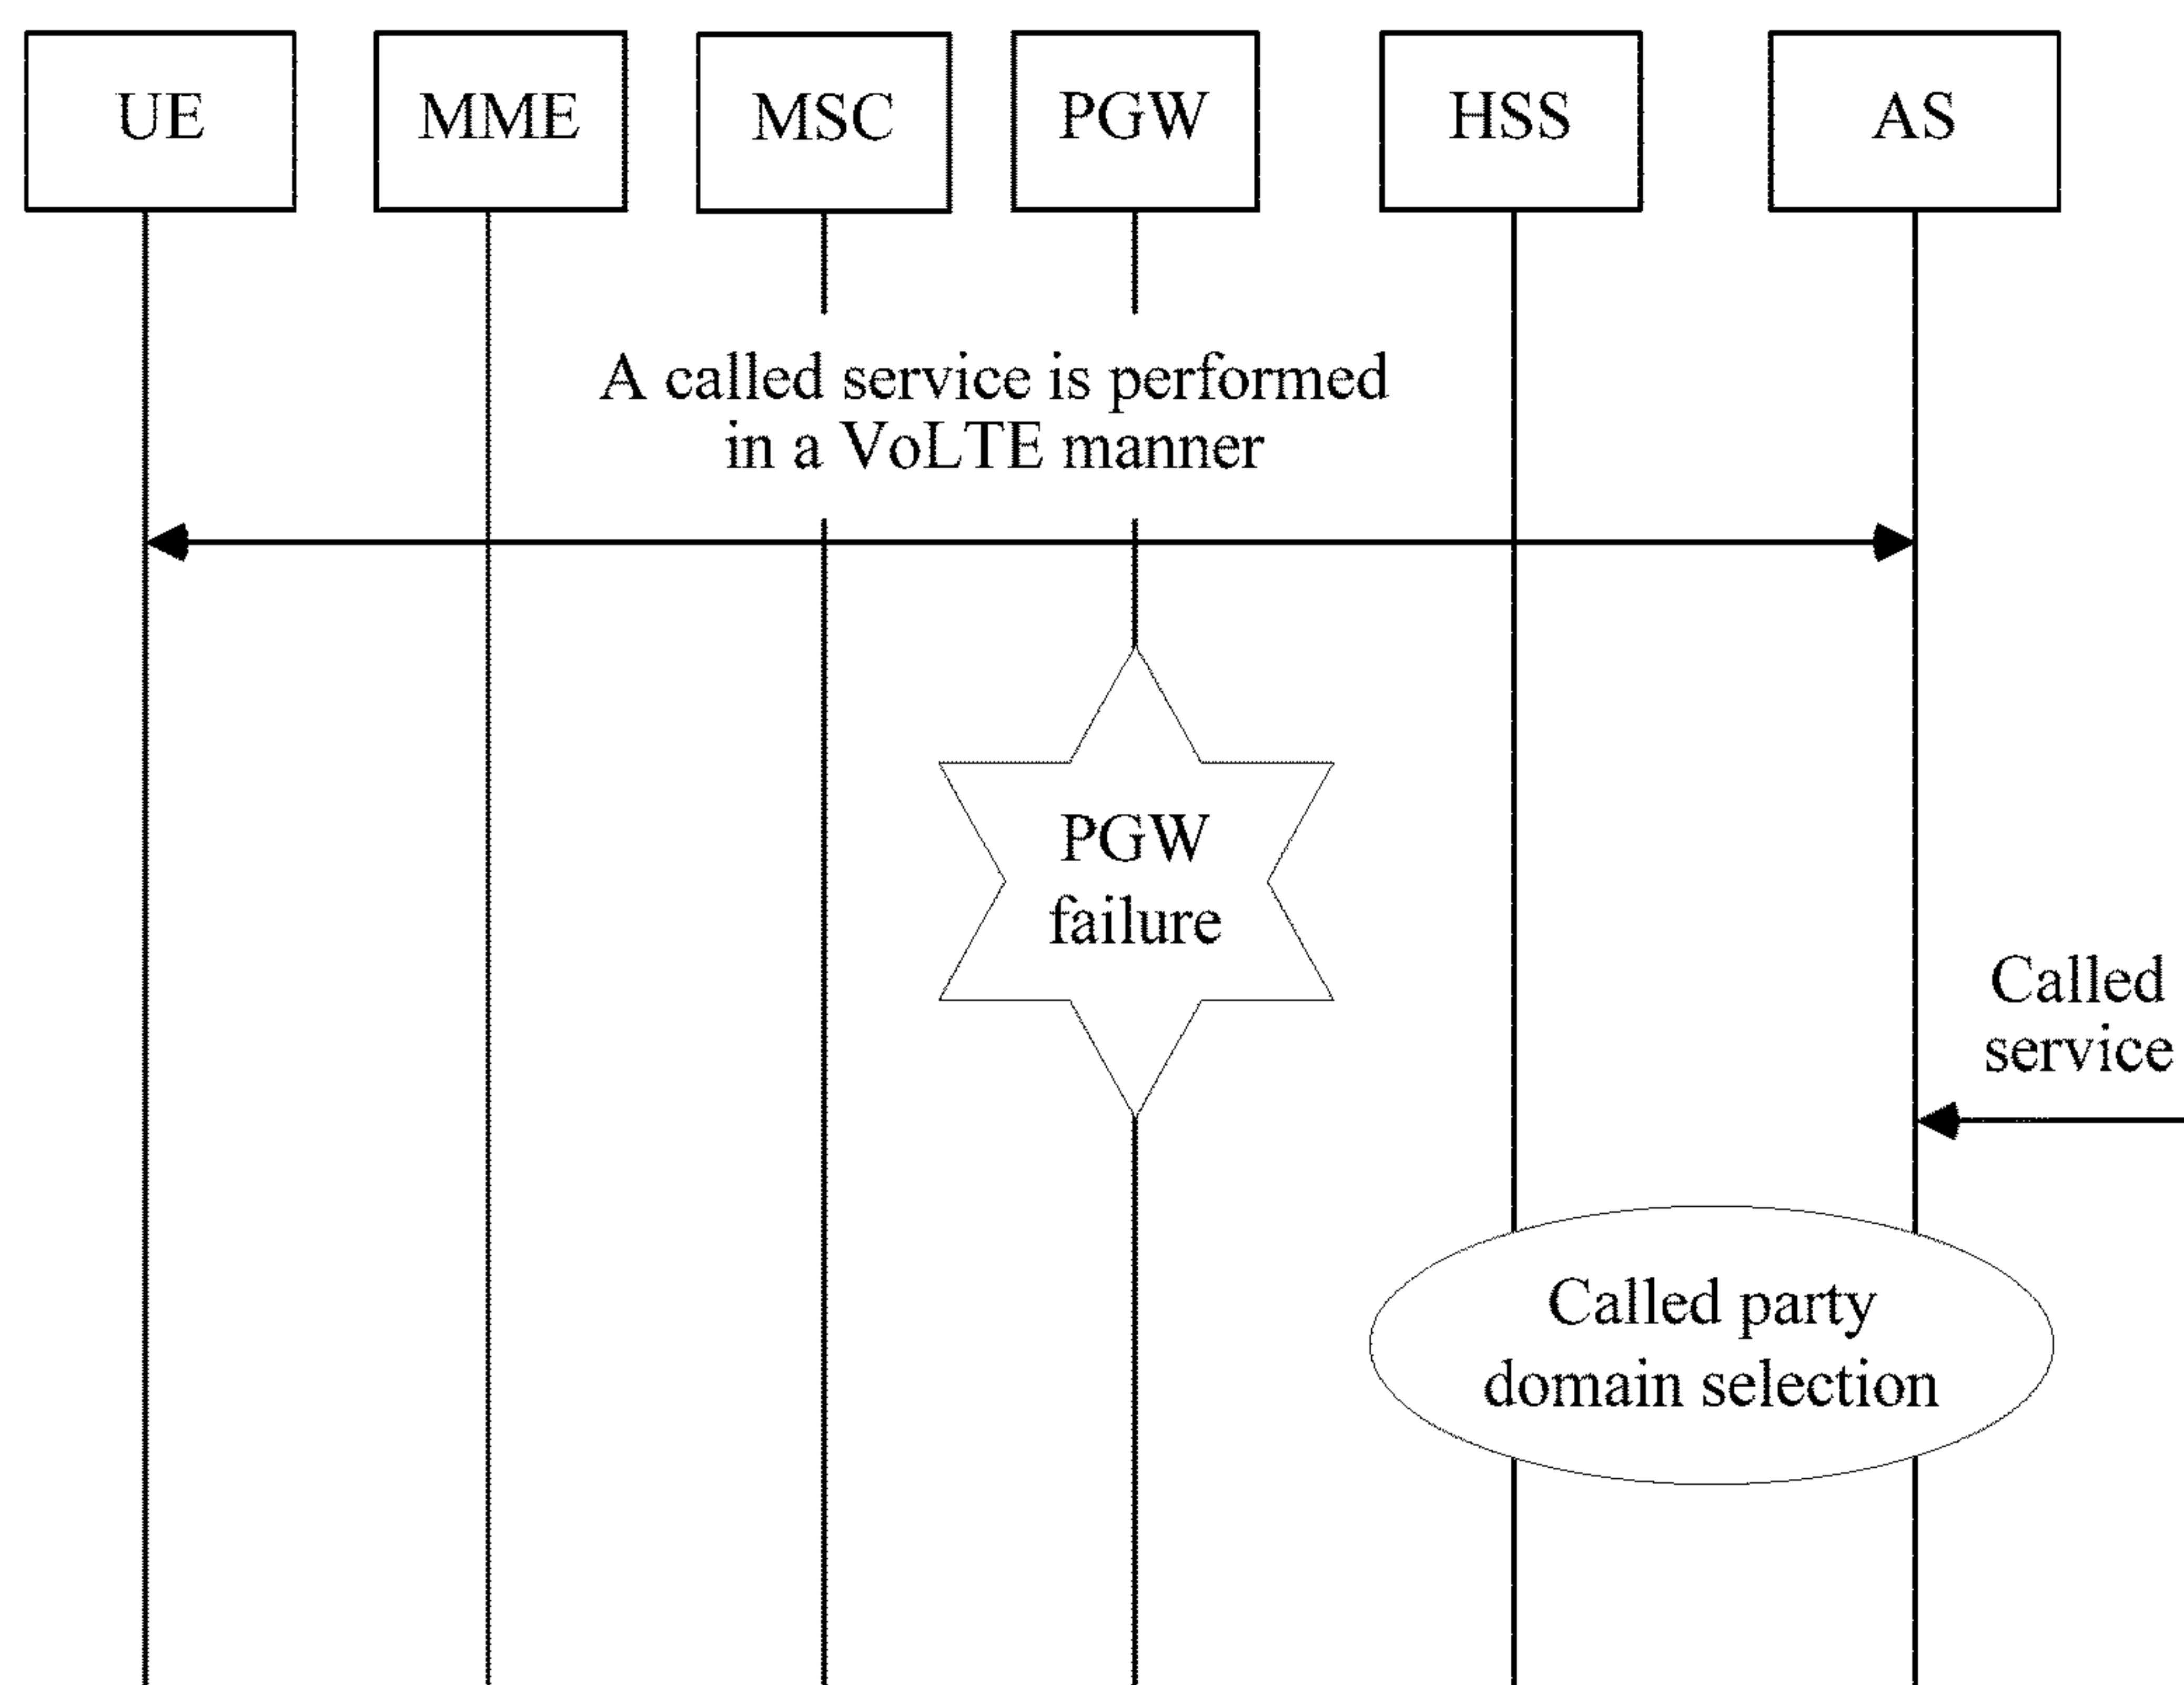 UE
MME
MSC
PGW
HSS
AS
A called service is performed
in a VoLTE manner
PGW
failure
Called
service
Called party
domain selection